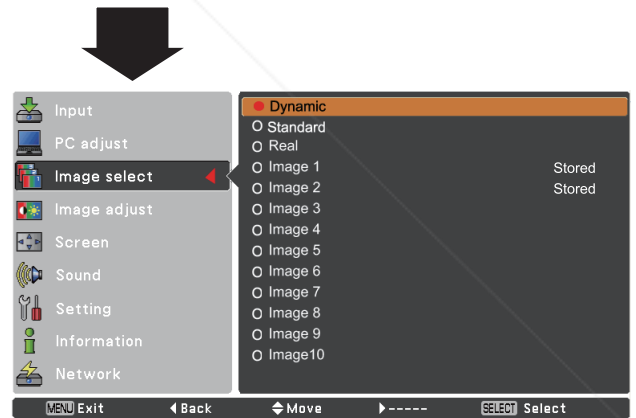 Input
PC adjust
Image select
Image adjust
Screen
Sound
Setting
Information
Network
Dynamic
Standard
Real
Image 1 Stored
Image 2 Stored
Image 3
Image 4
Image 5
Image 6
Image 7
Image 8
Image 9
Image10
MENU Exit Back Move ----- SELECT Select